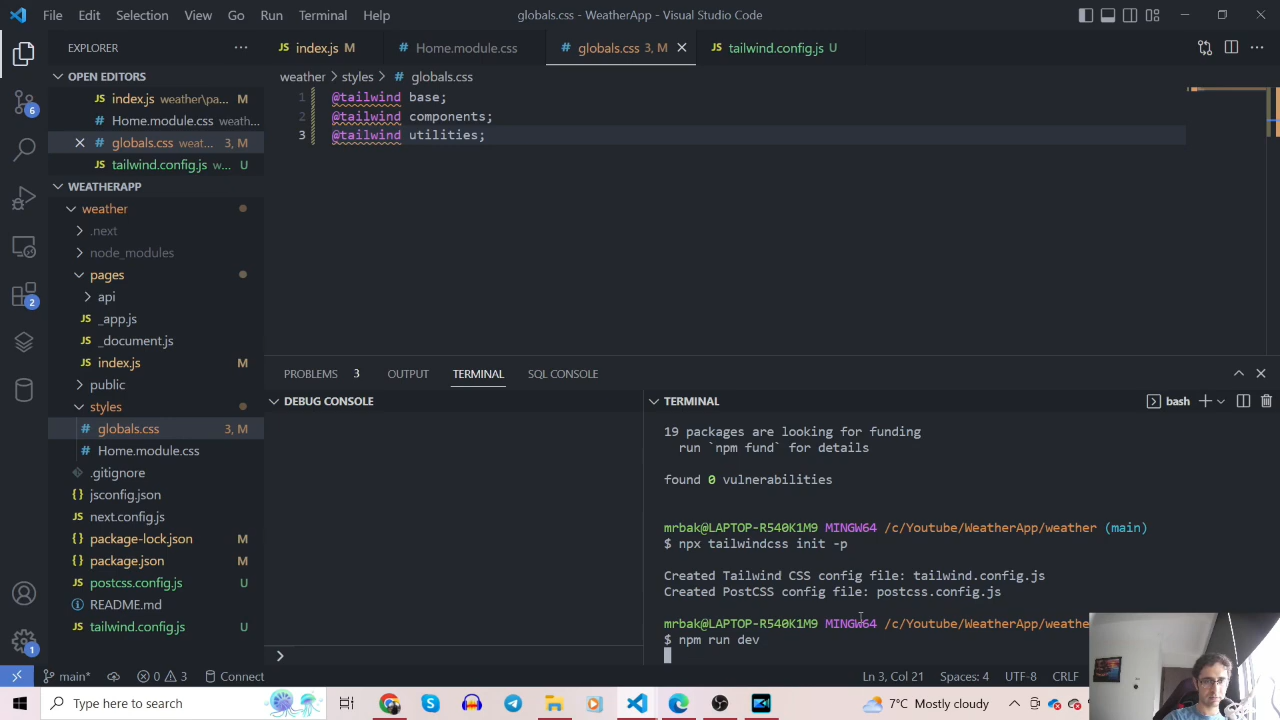 File Edit Selection View Go Run Terminal Help globals.css - WeatherApp - Visual Studio Code
EXPLORER
OPEN EDITORS
index.js weather\pa... M
Home.module.css weath...
globals.css weat... 3, M
tailwind.config.js w... U
WEATHERAPP
weather
.next
node_modules
pages
api
_app.js
_document.js
index.js M
public
styles
globals.css 3, M
Home.module.css
.gitignore
jsconfig.json
next.config.js
package-lock.json M
package.json M
postcss.config.js U
README.md
tailwind.config.js U
6
2
1
index.js M Home.module.css globals.css 3, M tailwind.config.js U
weather > styles > # globals.css
1 @tailwind base;
2 @tailwind components;
3 @tailwind utilities;
PROBLEMS 3 OUTPUT TERMINAL SQL CONSOLE
DEBUG CONSOLE
TERMINAL bash
19 packages are looking for funding
run `npm fund` for details
found 0 vulnerabilities
mrbak@LAPTOP-R540K1M9 MINGW64 /c/Youtube/WeatherApp/weather (main)
$ npx tailwindcss init -p
Created Tailwind CSS config file: tailwind.config.js
Created PostCSS config file: postcss.config.js
mrbak@LAPTOP-R540K1M9 MINGW64 /c/Youtube/WeatherApp/weathe
$ npm run dev
main* 0 3 Connect Ln 3, Col 21 Spaces: 4 UTF-8 CRLF
Type here to search 7°C Mostly cloudy